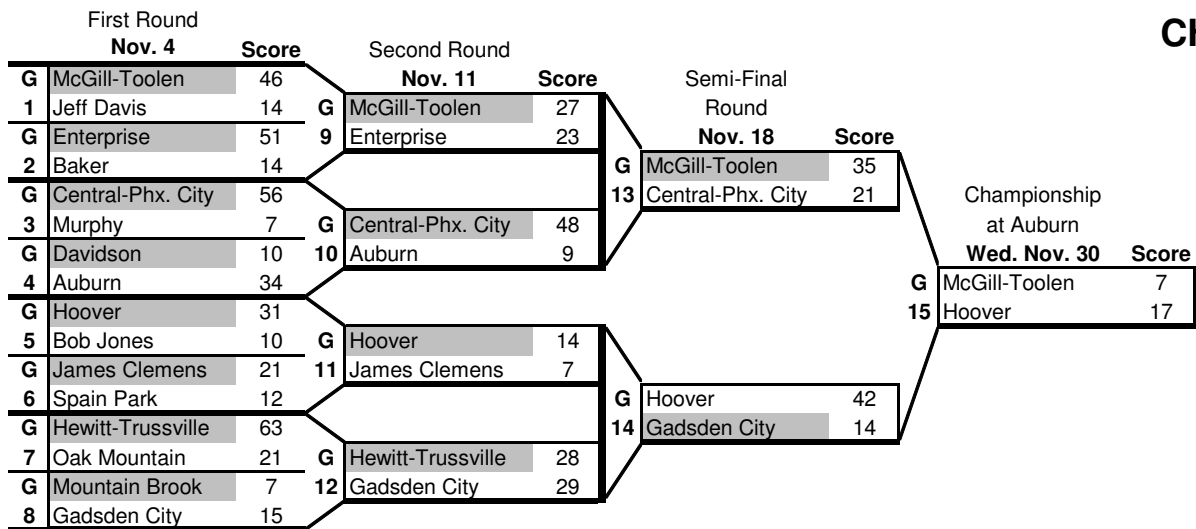 First Round
Nov. 4 Score
Second Round
Nov. 11 Score
Semi-Final
Round
Nov. 18 Score
Championship
at Auburn
Wed. Nov. 30 Score
G McGill-Toolen 46
1 Jeff Davis 14
G Enterprise 51
2 Baker 14
G Central-Phx. City 56
3 Murphy 7
G Davidson 10
4 Auburn 34
G Hoover 31
5 Bob Jones 10
G James Clemens 21
6 Spain Park 12
G Hewitt-Trussville 63
7 Oak Mountain 21
G Mountain Brook 7
8 Gadsden City 15
G McGill-Toolen 27
9 Enterprise 23
G Central-Phx. City 48
10 Auburn 9
G Hoover 14
11 James Clemens 7
G Hewitt-Trussville 28
12 Gadsden City 29
G McGill-Toolen 35
13 Central-Phx. City 21
G Hoover 42
14 Gadsden City 14
G McGill-Toolen 7
15 Hoover 17